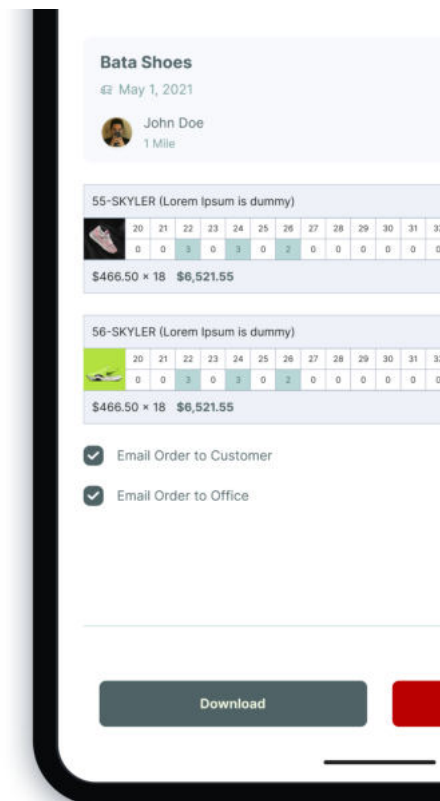 Bata Shoes
May 1, 2021
John Doe
1 Mile
55-SKYLER (Lorem Ipsum is dummy)
20 21 22 23 24 25 26 27 28 29 30 31
0 0 3 0 3 0 2 0 0 0 0 0
$466.50 × 18 $6,521.55
56-SKYLER (Lorem Ipsum is dummy)
20 21 22 23 24 25 26 27 28 29 30 31
0 0 3 0 3 0 2 0 0 0 0 0
$466.50 × 18 $6,521.55
Email Order to Customer
Email Order to Office
Download